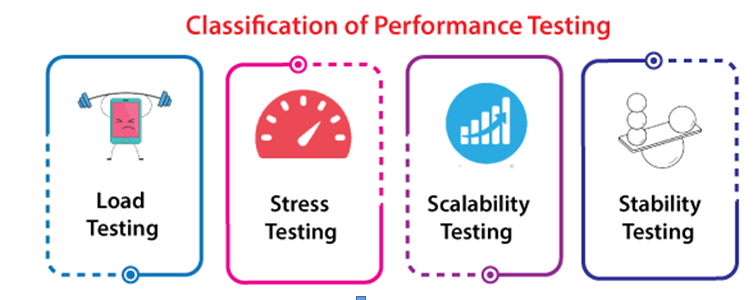 Classification of Performance Testing
Load
Testing
Stress
Testing
Scalability
Testing
Stability
Testing